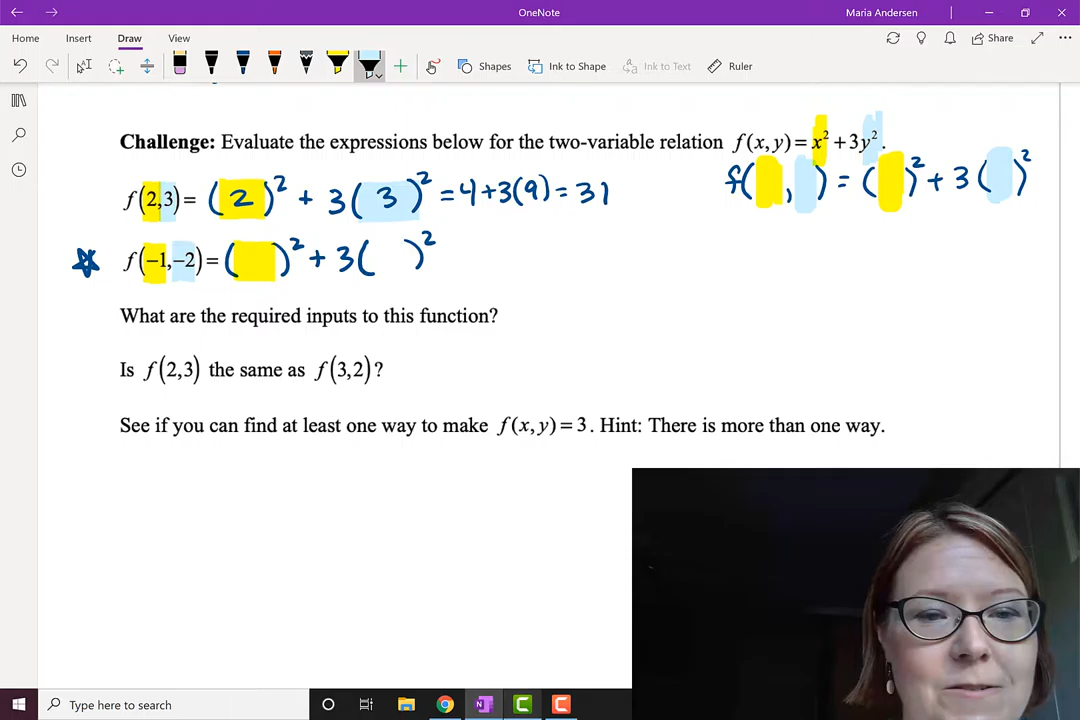 OneNote
Maria Andersen
Home Insert Draw View
Share
Shapes Ink to Shape Ink to Text Ruler
Challenge: Evaluate the expressions below for the two-variable relation f(x,y)=x²+3y².
f( , ) = ( )² + 3( )²
f(2,3)= (2)² + 3(3)² = 4+3(9) = 31
f(−1,−2)= ( )² + 3( )²
What are the required inputs to this function?
Is f(2,3) the same as f(3,2)?
See if you can find at least one way to make f(x,y)=3. Hint: There is more than one way.
Type here to search